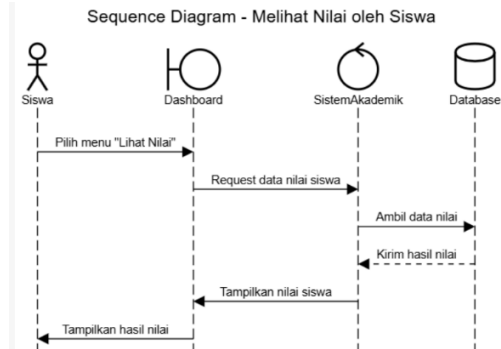 Sequence Diagram - Melihat Nilai oleh Siswa
Siswa
Dashboard
SistemAkademik
Database
Pilih menu "Lihat Nilai"
Request data nilai siswa
Ambil data nilai
Kirim hasil nilai
Tampilkan nilai siswa
Tampilkan hasil nilai